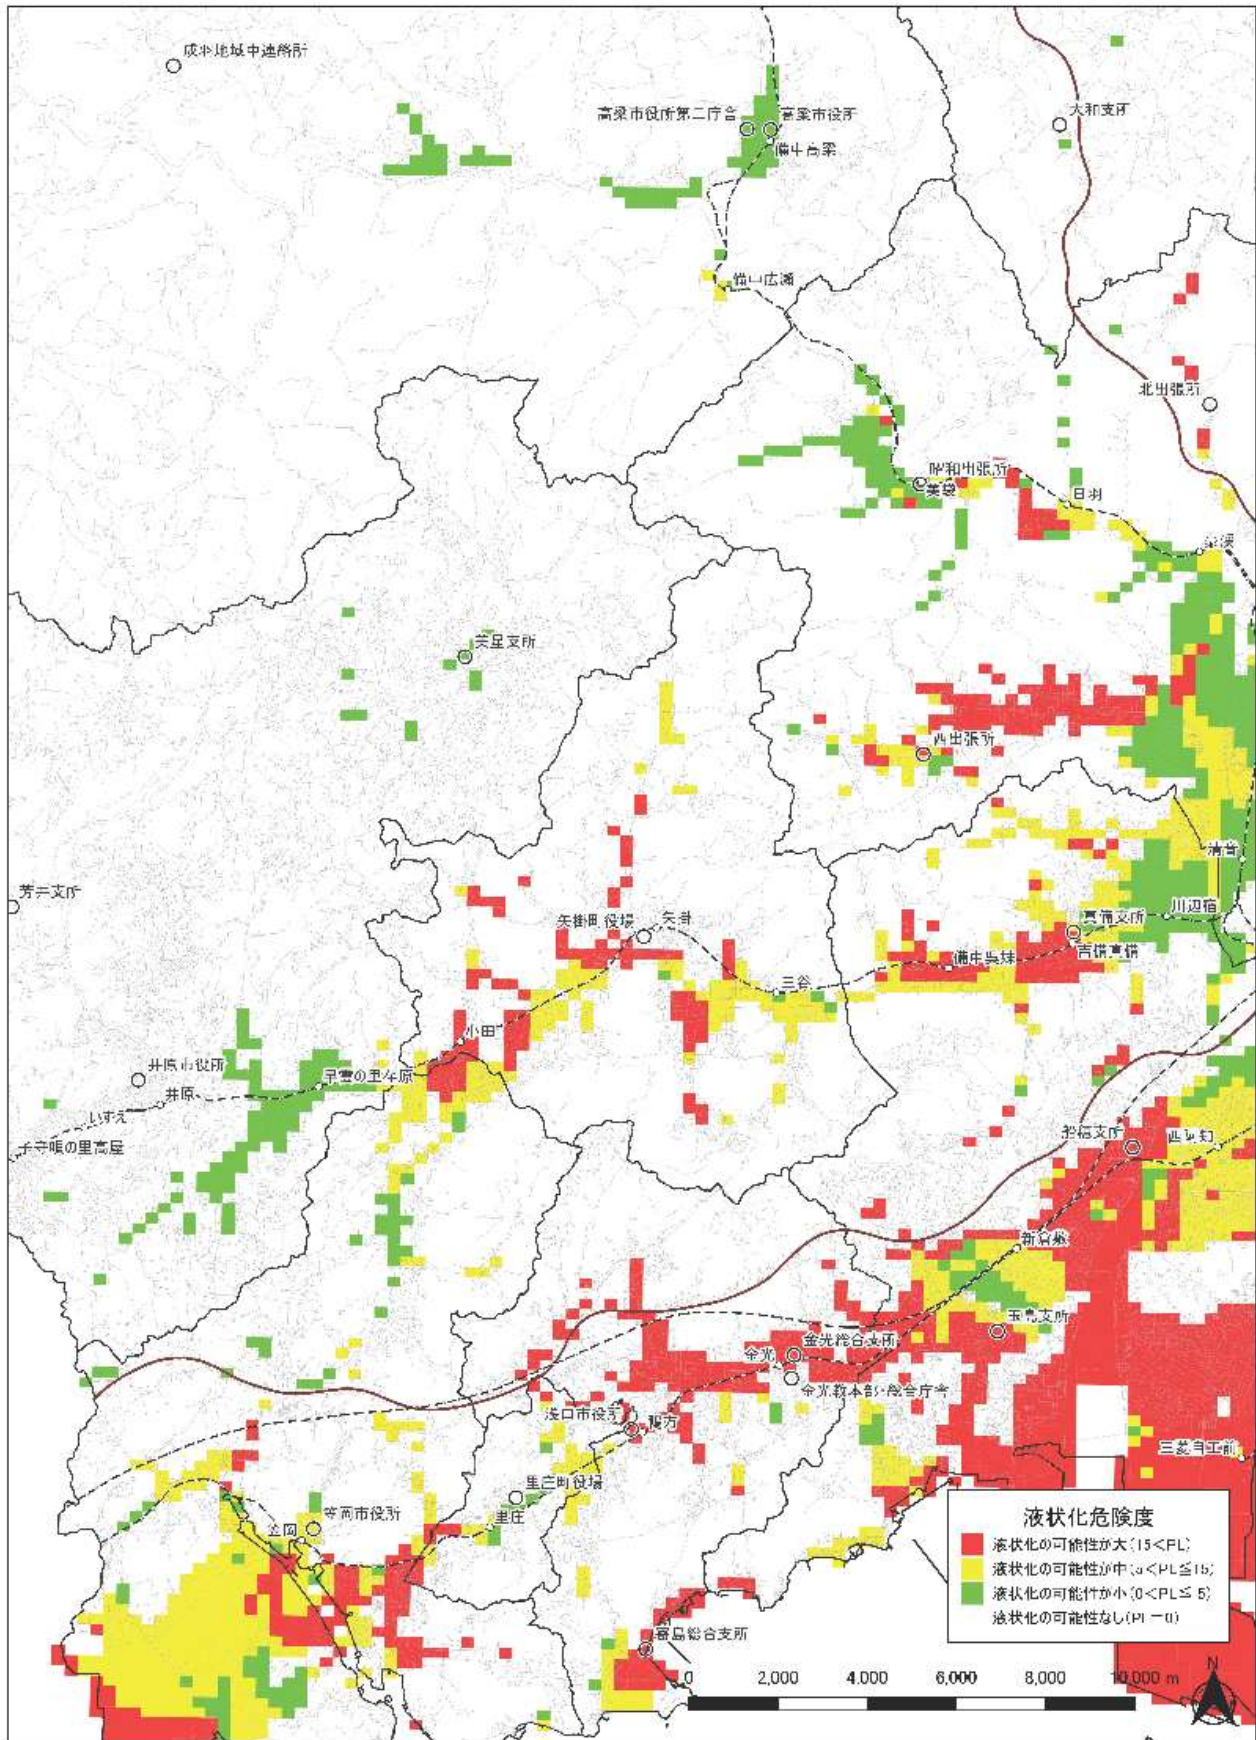 成羽地域申連絡所
高梁市役所第二庁舎
高梁市役所
備中高梁
大和支所
備中広瀬
北出張所
昭和出張所
美袋
日羽
豪渓
美星支所
西出張所
清音
芳井支所
川辺宿
真備支所
矢掛町役場
矢掛
吉備真備
備中呉妹
三谷
小田
井原市役所
早雲の里荏原
井原
いずえ
子守唄の里高屋
船穂支所
西阿知
新倉敷
玉島支所
金光総合支所
金光
金光教本部・総合庁舎
浅口市役所
鴨方
三菱自工前
里庄町役場
里庄
笠岡市役所
笠岡
液状化危険度
液状化の可能性が大(15<PL)
液状化の可能性が中(5<PL≦15)
液状化の可能性が小(0<PL≦5)
液状化の可能性なし(PL=0)
寄島総合支所
N
0 2,000 4,000 6,000 8,000 10,000 m